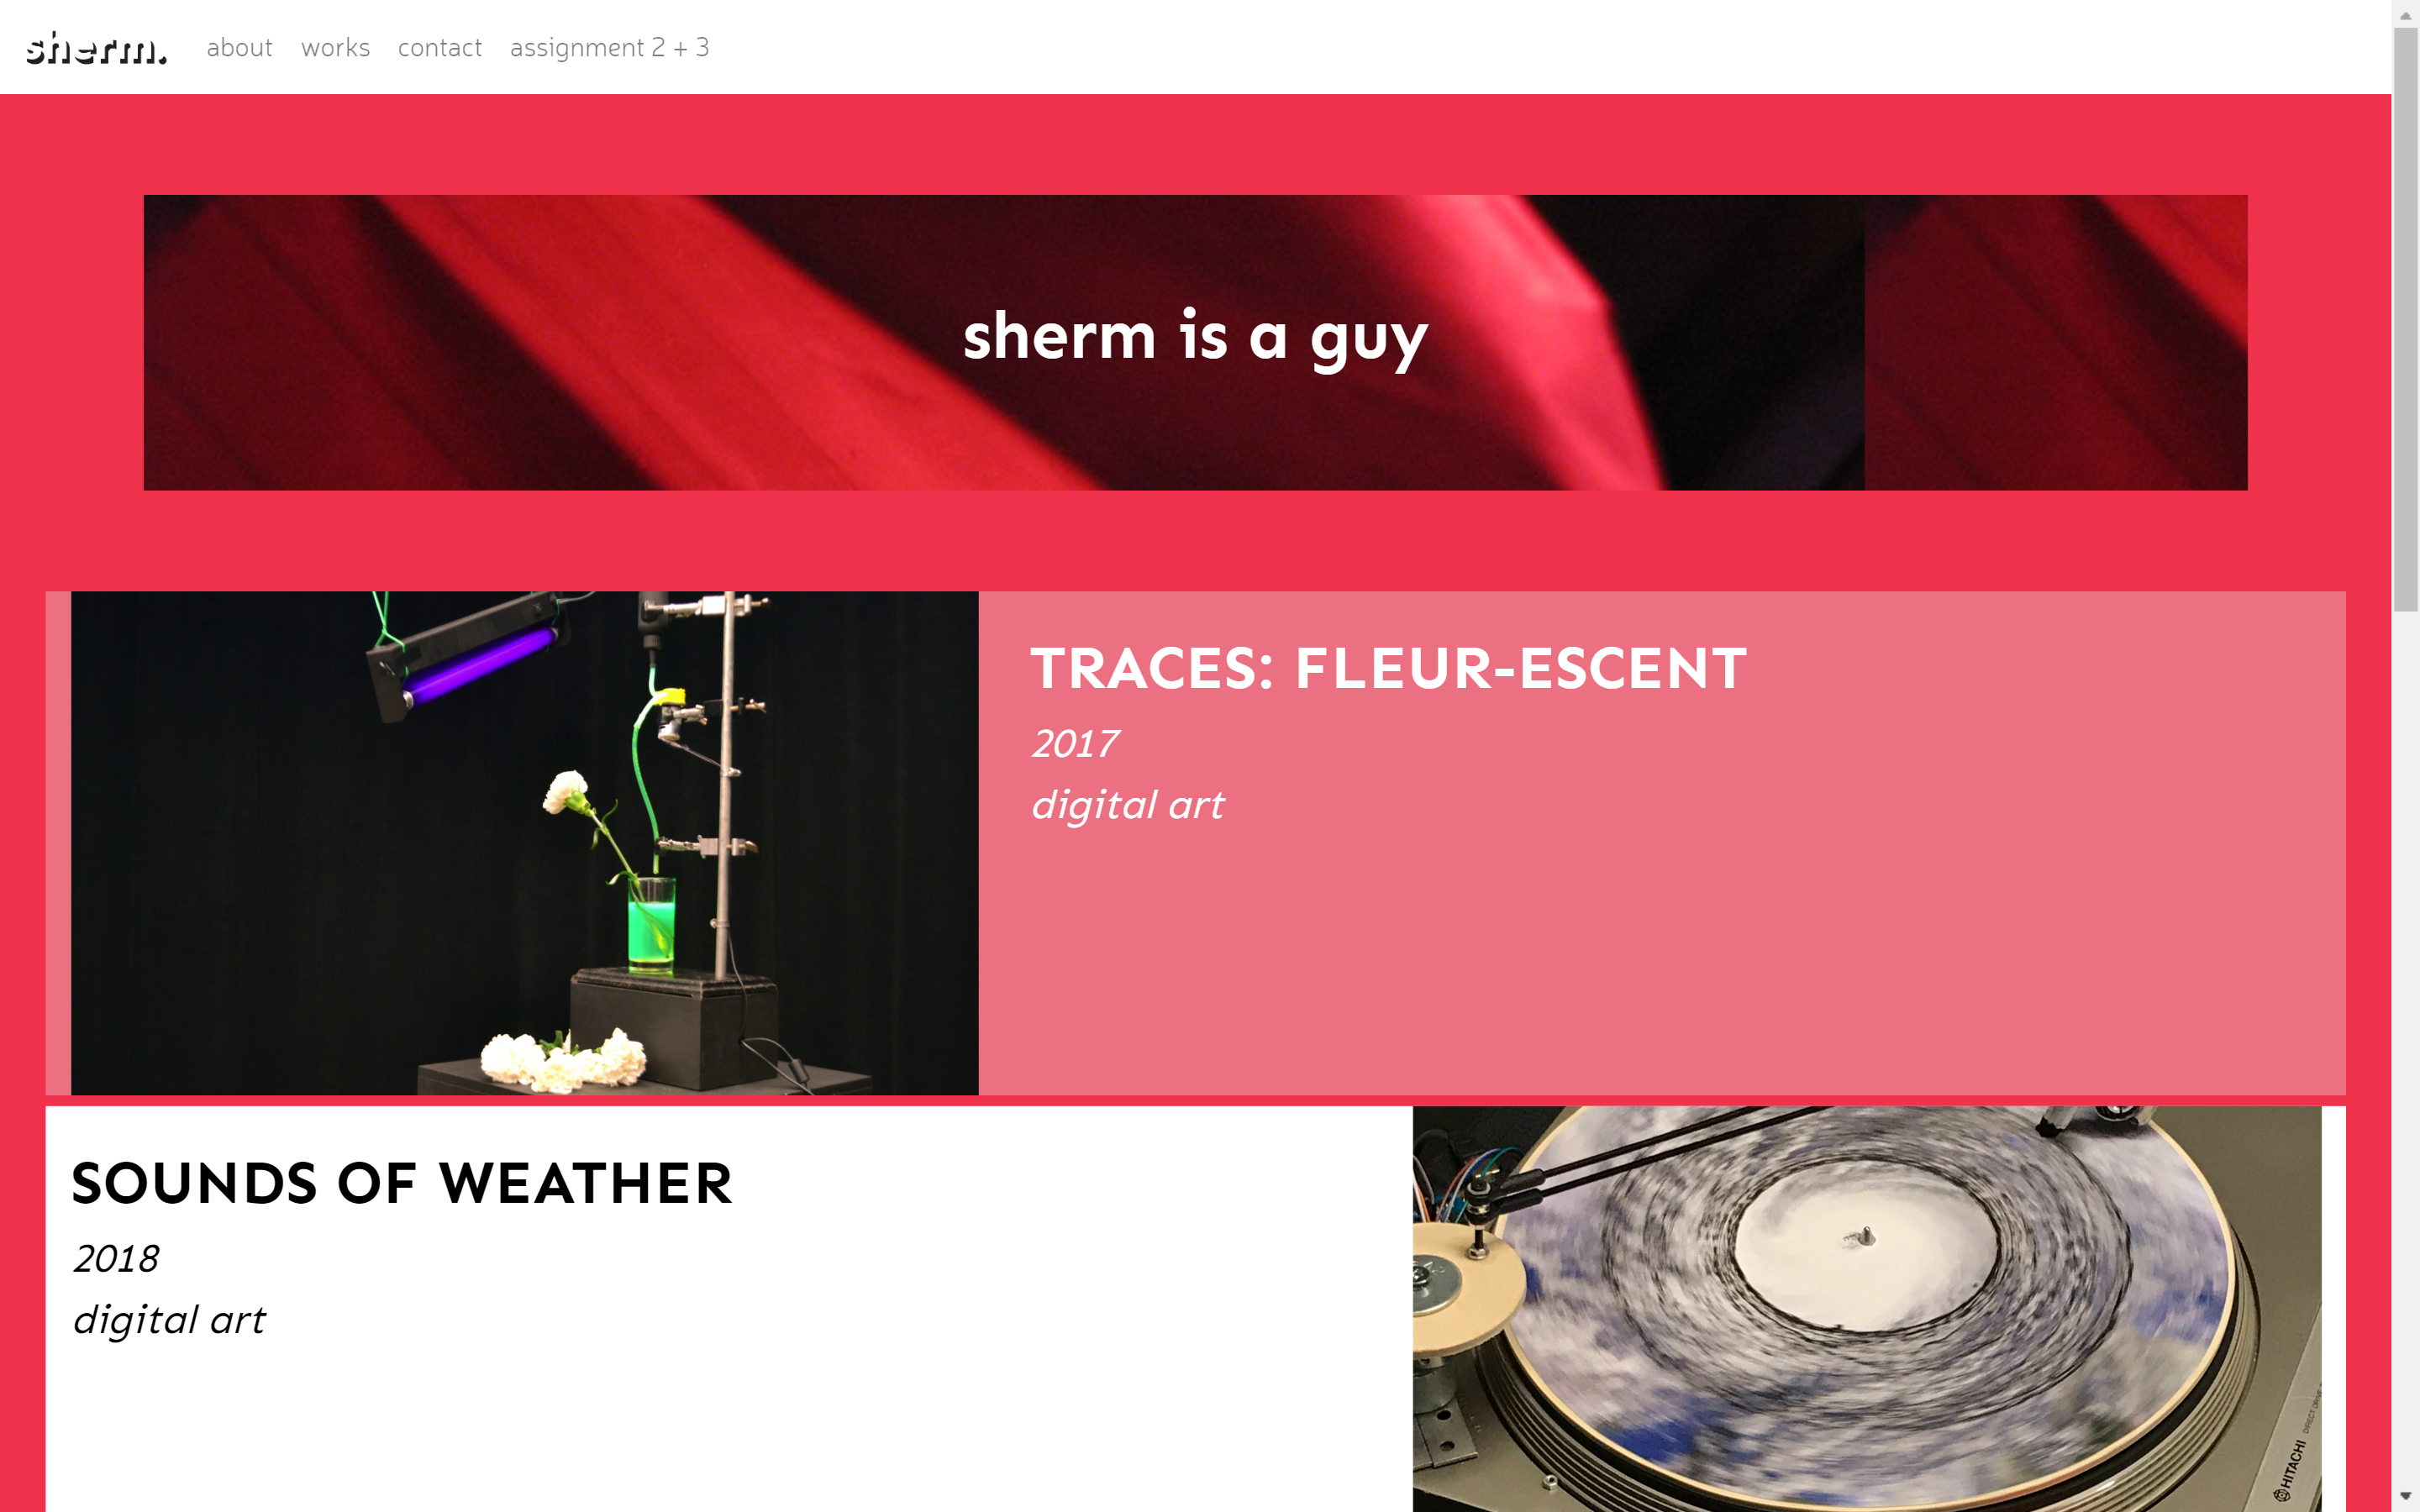 sherm. about works contact assignment 2 + 3
sherm is a guy
TRACES: FLEUR-ESCENT
2017
digital art
SOUNDS OF WEATHER
2018
digital art
HITACHI